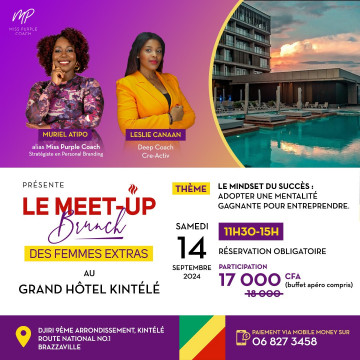 MP
MISS PURPLE
COACH
MURIEL ATIPO
alias Miss Purple Coach
Stratégiste en Personal Branding
LESLIE CANAAN
Deep Coach
Cre-Activ
PRÉSENTE
LE MEET-UP
Brunch
DES FEMMES EXTRAS
AU
GRAND HÔTEL KINTÉLÉ
THÈME
LE MINDSET DU SUCCÈS :
ADOPTER UNE MENTALITÉ
GAGNANTE POUR ENTREPRENDRE.
SAMEDI
14
SEPTEMBRE
2024
11H30-15H
RÉSERVATION OBLIGATOIRE
PARTICIPATION
17 000 CFA
(buffet apéro compris)
18 000
DJIRI 9ÈME ARRONDISSEMENT, KINTÉLÉ
ROUTE NATIONAL NO.1
BRAZZAVILLE
PAIEMENT VIA MOBILE MONEY SUR
06 827 3458